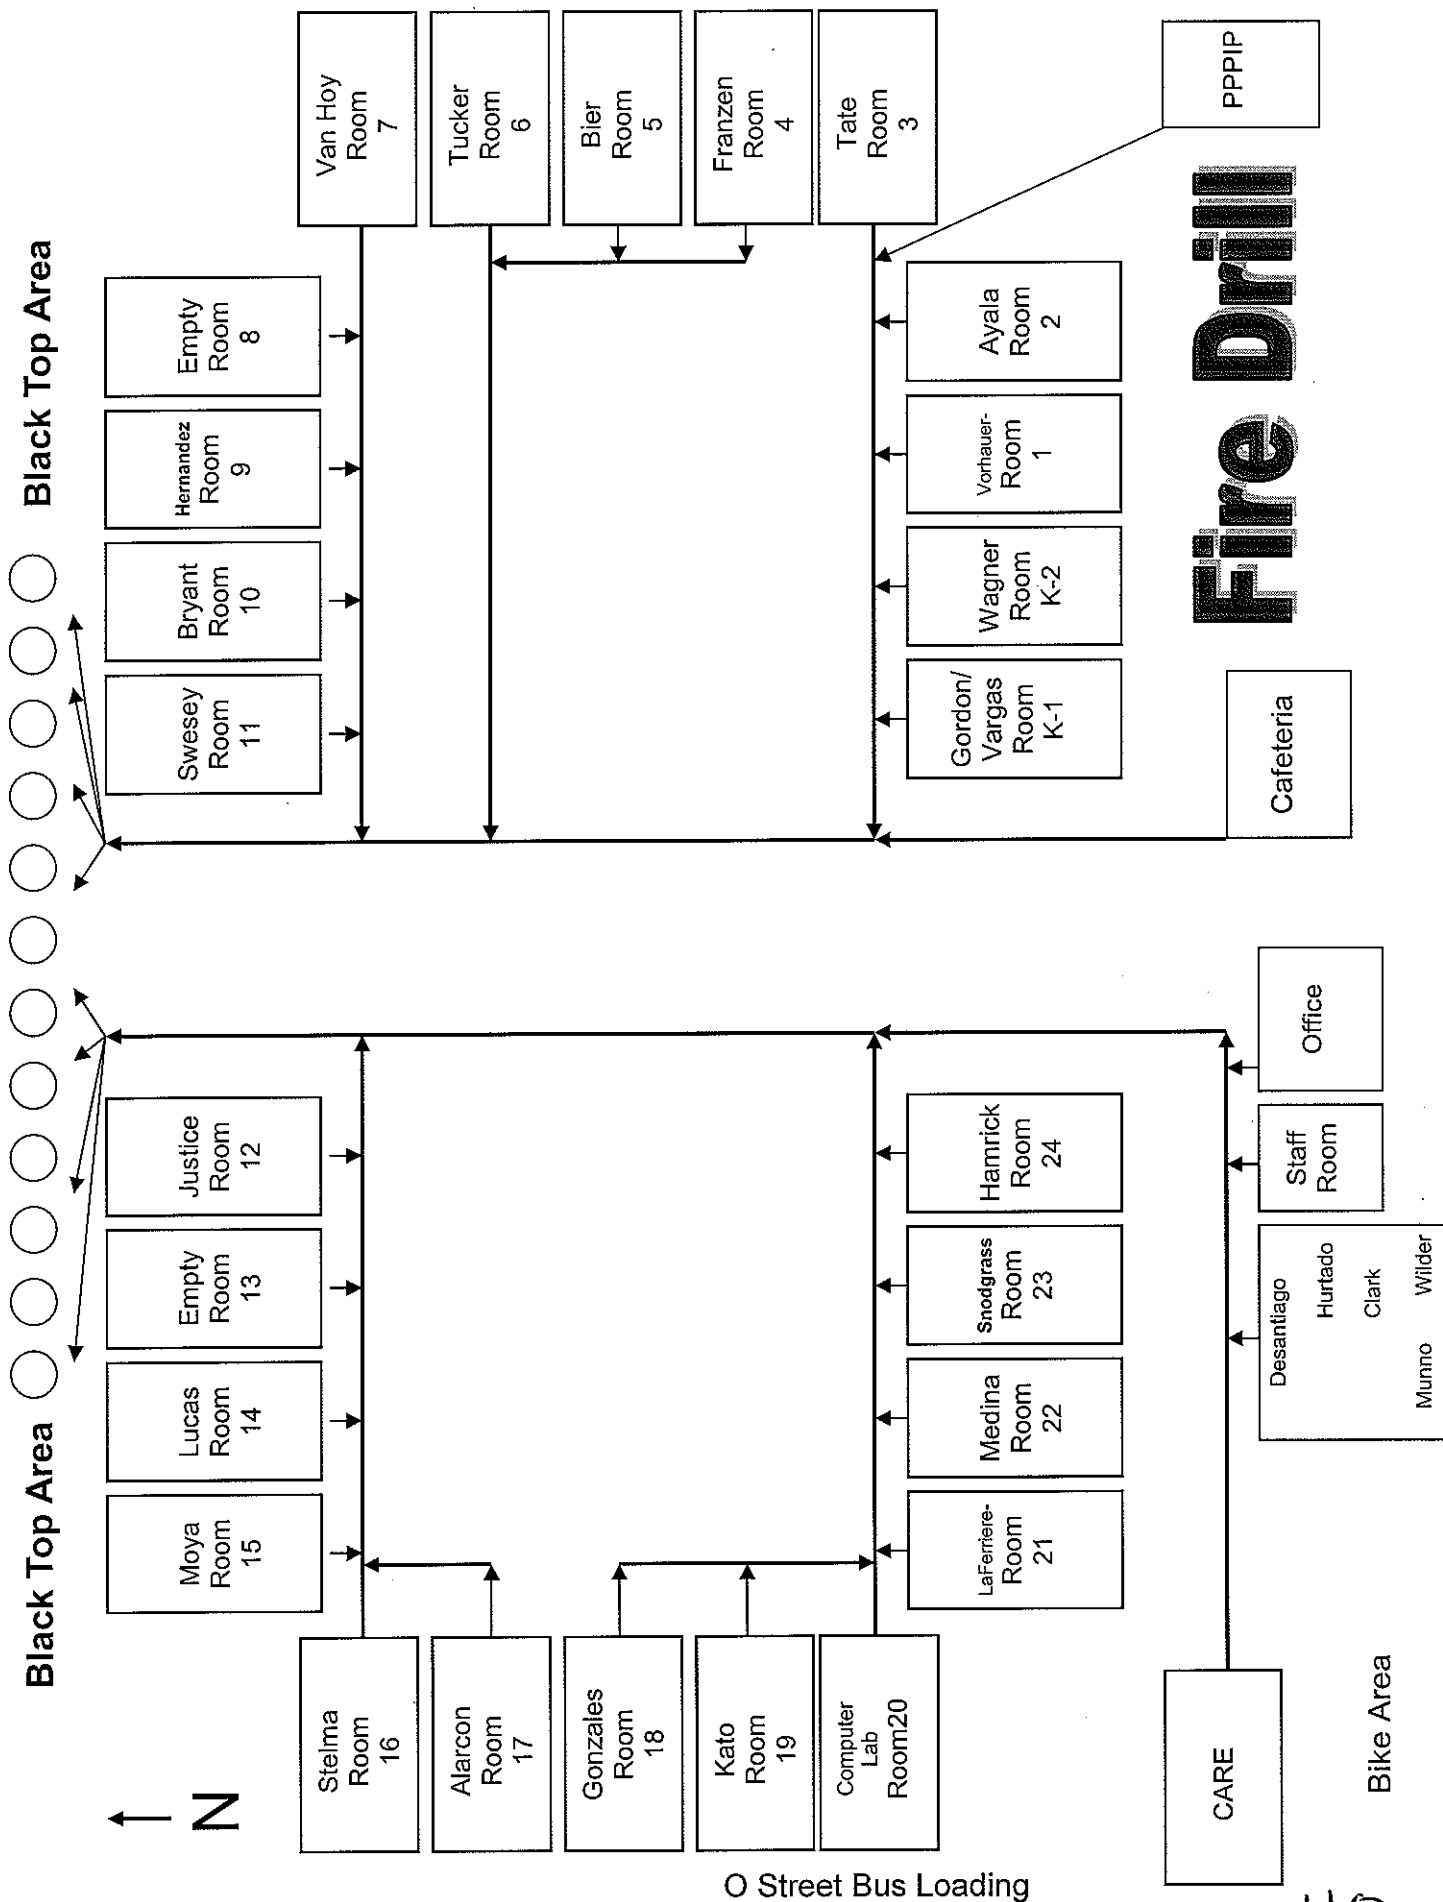 Black Top Area
Black Top Area
N
Moya
Room
15
Lucas
Room
14
Empty
Room
13
Justice
Room
12
Swesey
Room
11
Bryant
Room
10
Hernandez
Room
9
Empty
Room
8
Stelma
Room
16
Alarcon
Room
17
Gonzales
Room
18
Kato
Room
19
Computer
Lab
Room20
Van Hoy
Room
7
Tucker
Room
6
Bier
Room
5
Franzen
Room
4
Tate
Room
3
LaFerriere-
Room
21
Medina
Room
22
Snodgrass
Room
23
Hamrick
Room
24
Gordon/
Vargas
Room
K-1
Wagner
Room
K-2
Vorhauer-
Room
1
Ayala
Room
2
O Street Bus Loading
CARE
Bike Area
Desantiago
Hurtado
Clark
Munno Wilder
Staff
Room
Office
Cafeteria
Fire Drill
PPPIP